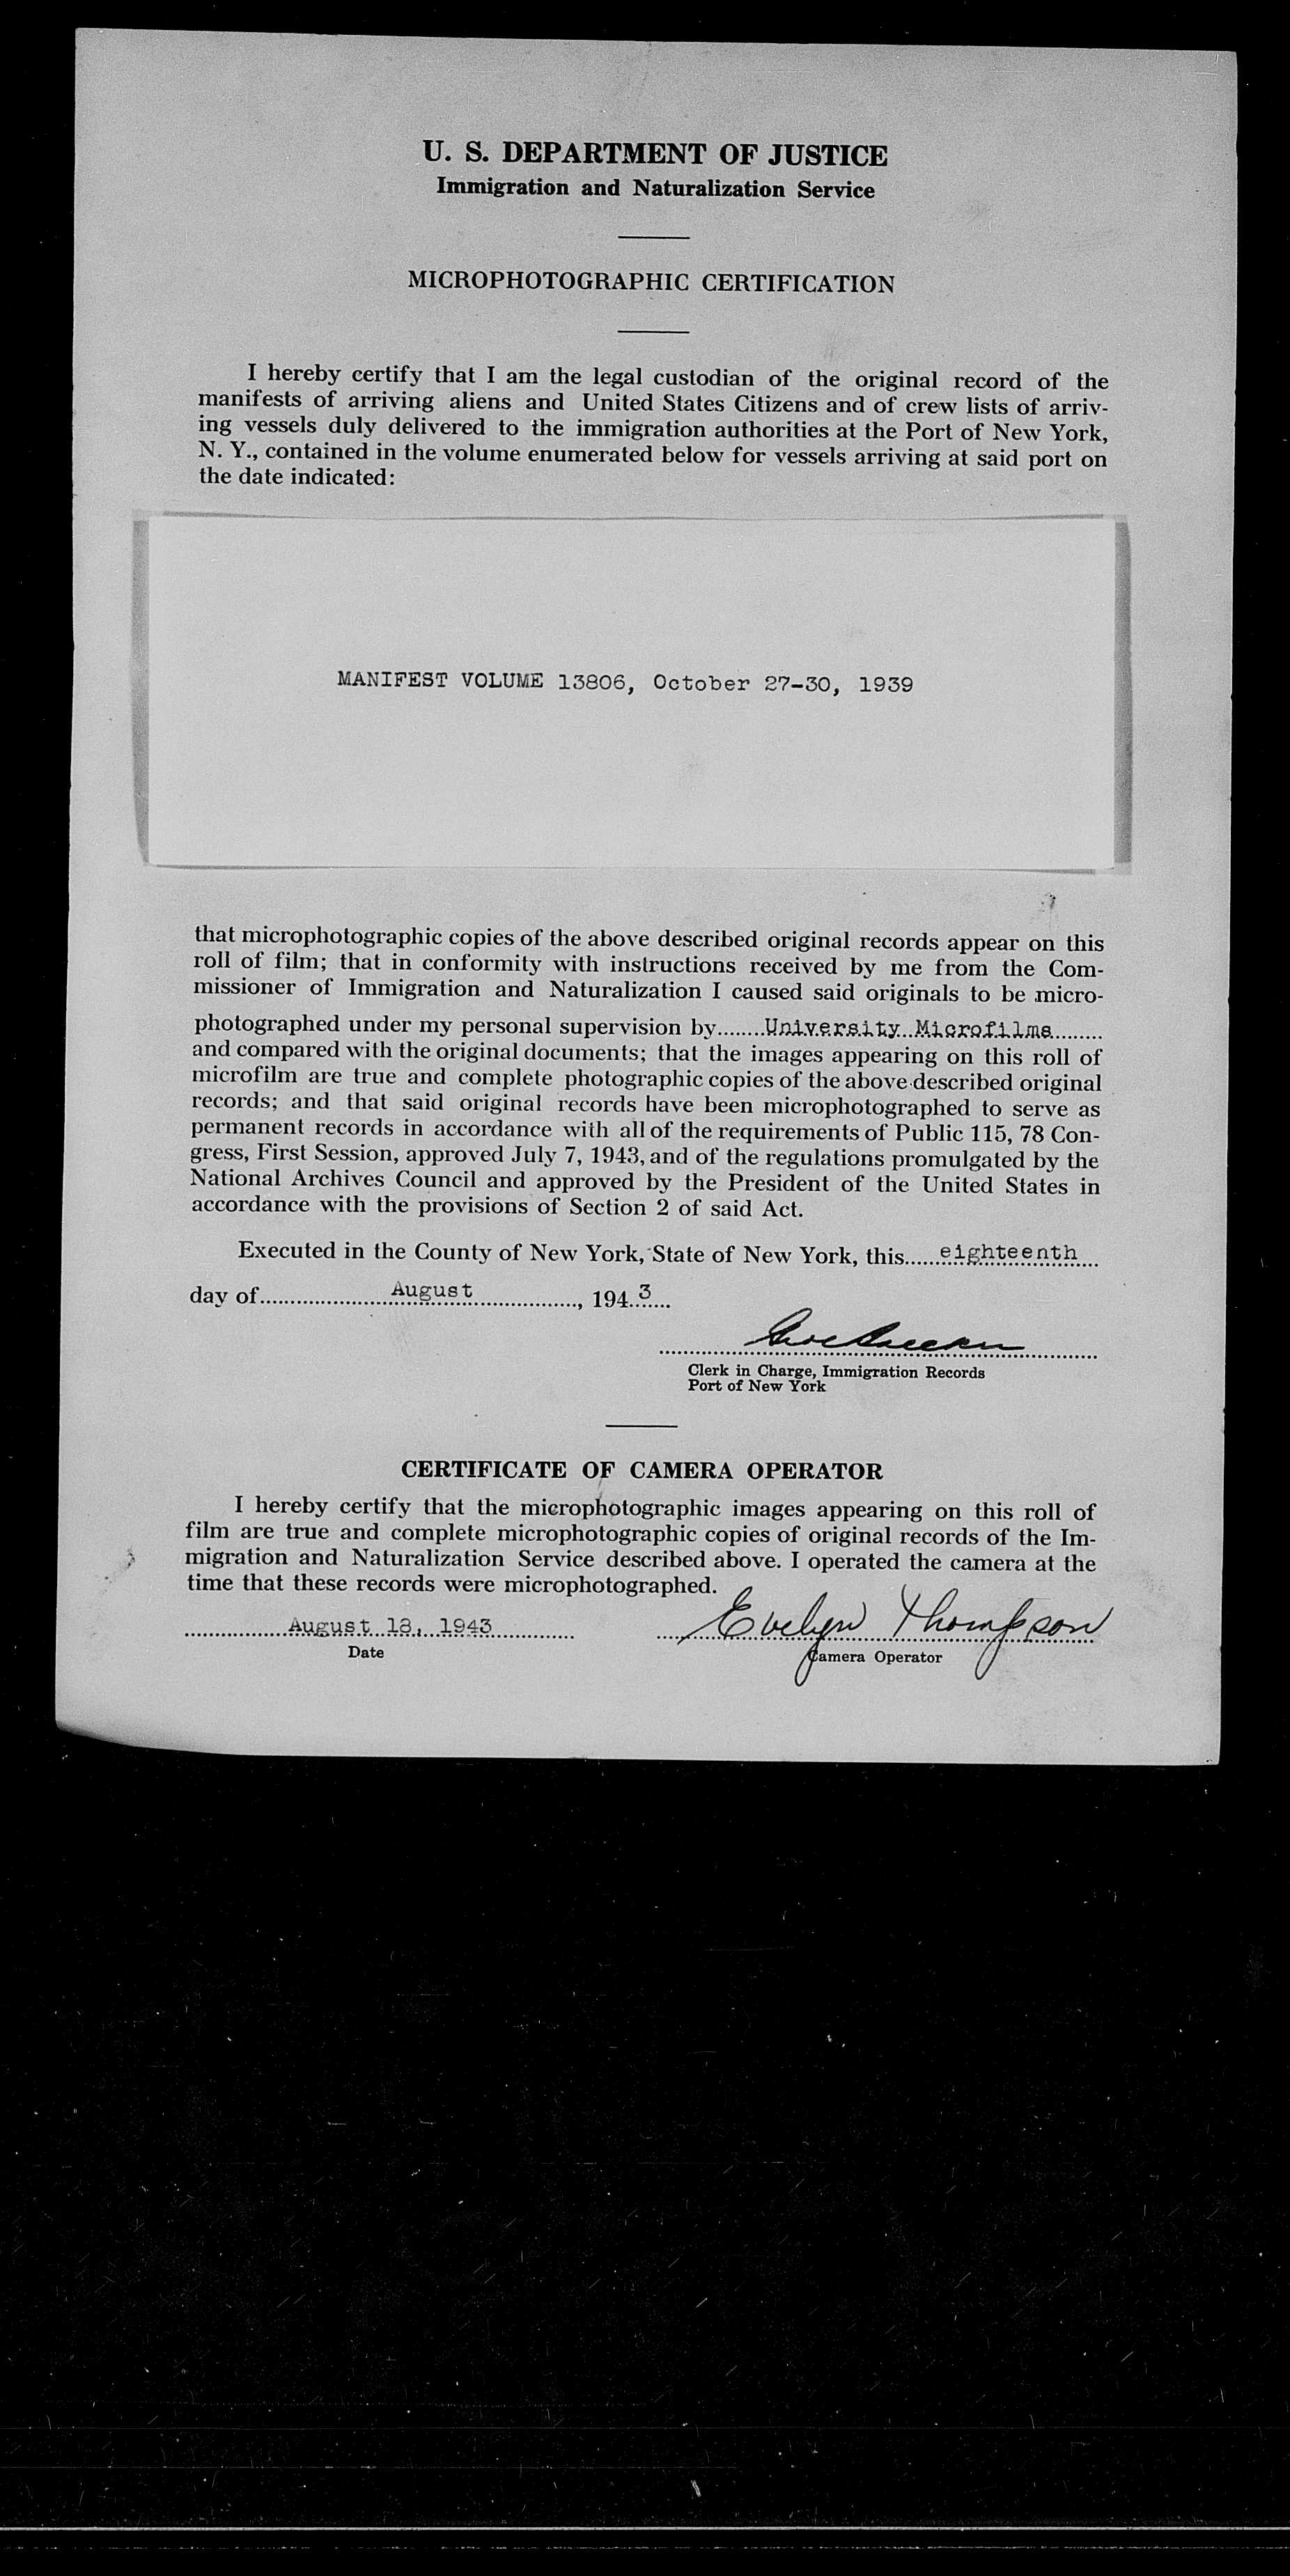 U. S. DEPARTMENT OF JUSTICE
Immigration and Naturalization Service
MICROPHOTOGRAPHIC CERTIFICATION
I hereby certify that I am the legal custodian of the original record of the
manifests of arriving aliens and United States Citizens and of crew lists of arriv-
ing vessels duly delivered to the immigration authorities at the Port of New York,
N. Y., contained in the volume enumerated below for vessels arriving at said port on
the date indicated:
MANIFEST VOLUME 13806, October 27-30, 1939
that microphotographic copies of the above described original records appear on this
roll of film; that in conformity with instructions received by me from the Com-
missioner of Immigration and Naturalization I caused said originals to be micro-
photographed under my personal supervision by........University Microfilms........
and compared with the original documents; that the images appearing on this roll of
microfilm are true and complete photographic copies of the above described original
records; and that said original records have been microphotographed to serve as
permanent records in accordance with all of the requirements of Public 115, 78 Con-
gress, First Session, approved July 7, 1943, and of the regulations promulgated by the
National Archives Council and approved by the President of the United States in
accordance with the provisions of Section 2 of said Act.
Executed in the County of New York, State of New York, this......eighteenth...
day of......August......, 194.3...
Clerk in Charge, Immigration Records
Port of New York
CERTIFICATE OF CAMERA OPERATOR
I hereby certify that the microphotographic images appearing on this roll of
film are true and complete microphotographic copies of original records of the Im-
migration and Naturalization Service described above. I operated the camera at the
time that these records were microphotographed.
August 18, 1943 Evelyn Thompson
Date Camera Operator